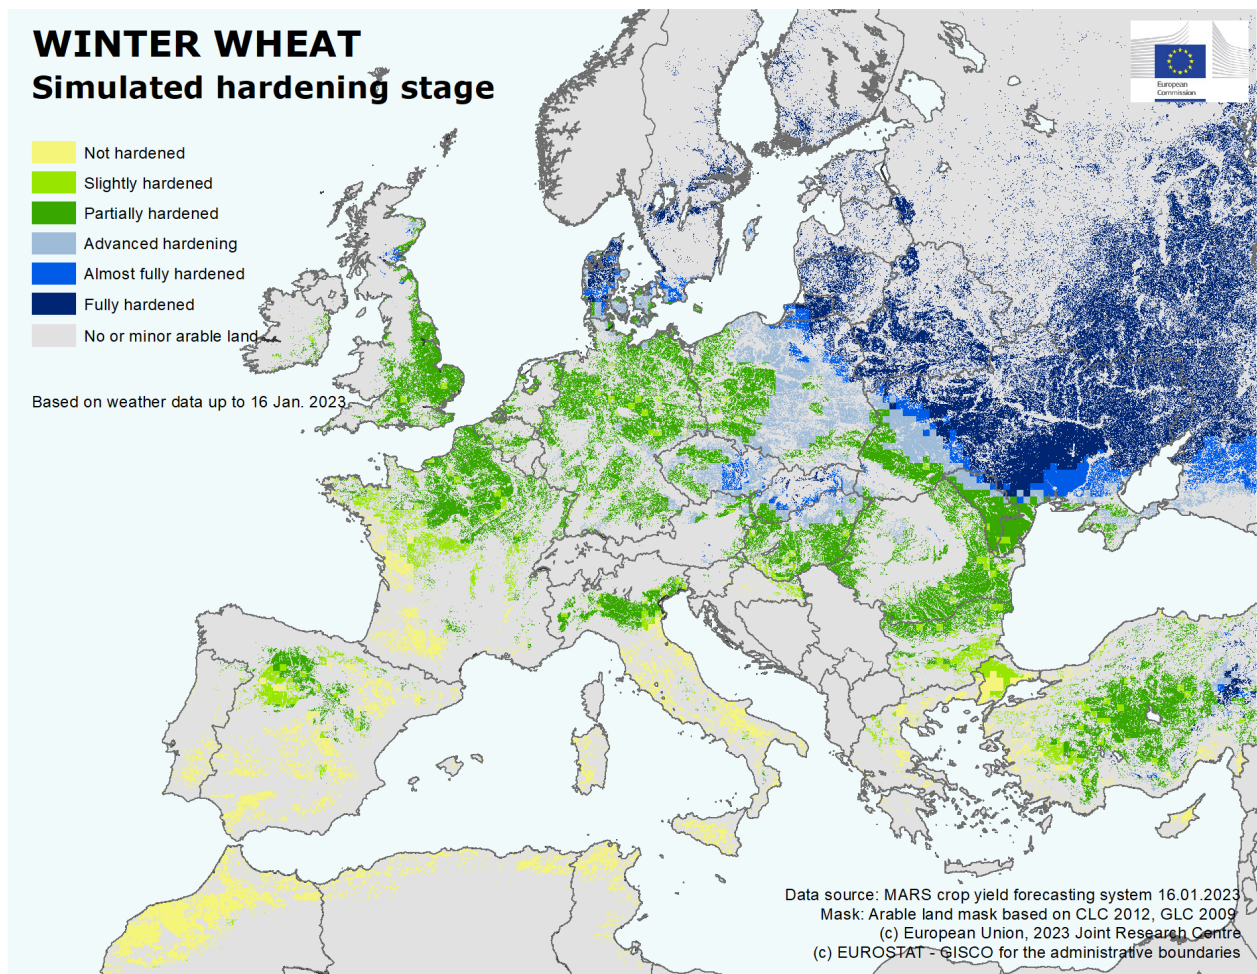 WINTER WHEAT
Simulated hardening stage
European
Commission
Not hardened
Slightly hardened
Partially hardened
Advanced hardening
Almost fully hardened
Fully hardened
No or minor arable land
Based on weather data up to 16 Jan. 2023
Data source: MARS crop yield forecasting system 16.01.2023
Mask: Arable land mask based on CLC 2012, GLC 2009
(c) European Union, 2023 Joint Research Centre
(c) EUROSTAT - GISCO for the administrative boundaries